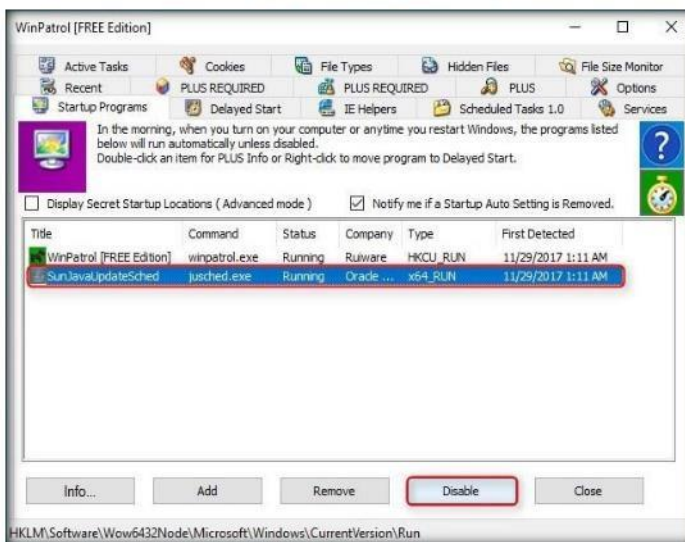 WinPatrol [FREE Edition]
Active Tasks Cookies File Types Hidden Files File Size Monitor
Recent PLUS REQUIRED PLUS REQUIRED PLUS Options
Startup Programs Delayed Start IE Helpers Scheduled Tasks 1.0 Services
In the morning, when you turn on your computer or anytime you restart Windows, the programs listed
below will run automatically unless disabled.
Double-click an item for PLUS Info or Right-click to move program to Delayed Start.
Display Secret Startup Locations ( Advanced mode ) Notify me if a Startup Auto Setting is Removed.
Title Command Status Company Type First Detected
WinPatrol [FREE Edition] winpatrol.exe Running Ruiware HKCU_RUN 11/29/2017 1:11 AM
SunJavaUpdateSched jusched.exe Running Oracle ... x64_RUN 11/29/2017 1:11 AM
Info... Add Remove Disable Close
HKLM\Software\Wow6432Node\Microsoft\Windows\CurrentVersion\Run